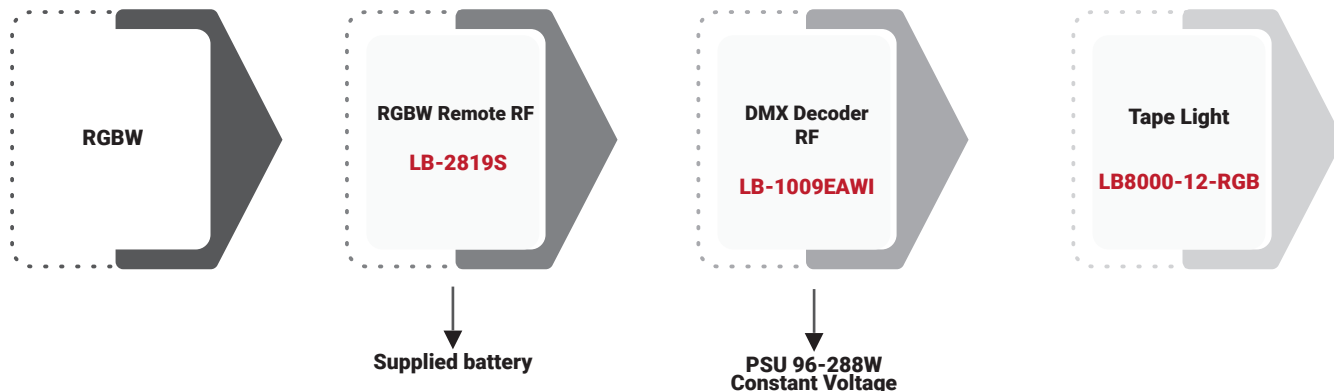 RGBW
RGBW Remote RF
LB-2819S
DMX Decoder
RF
LB-1009EAWI
Tape Light
LB8000-12-RGB
Supplied battery
PSU 96-288W
Constant Voltage